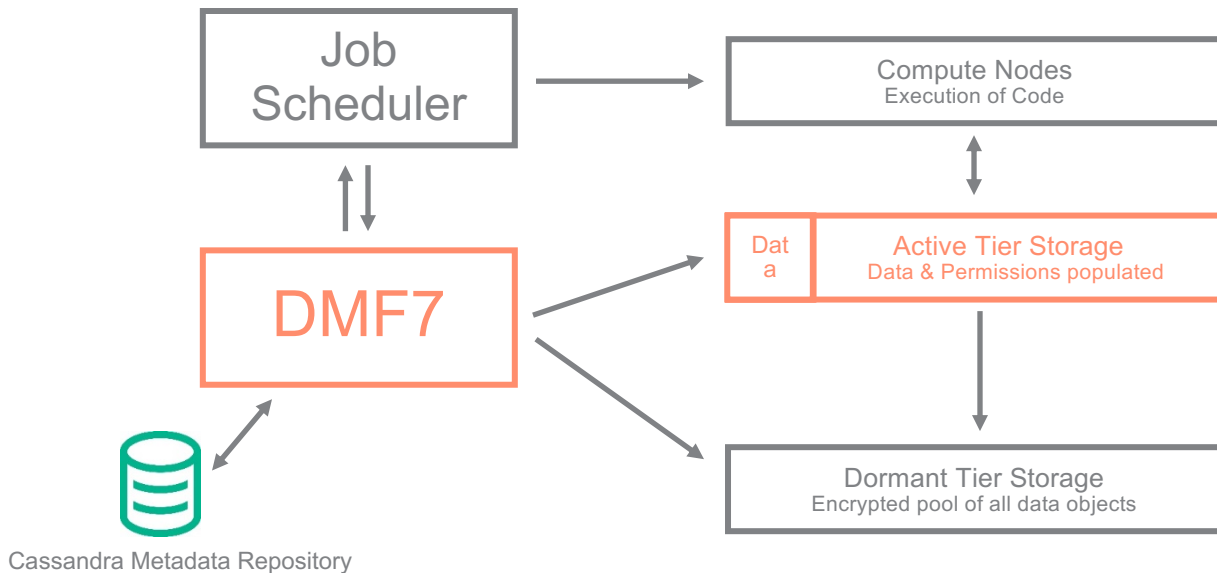 Job
Scheduler
Compute Nodes
Execution of Code
DMF7
Dat
a
Active Tier Storage
Data & Permissions populated
Dormant Tier Storage
Encrypted pool of all data objects
Cassandra Metadata Repository